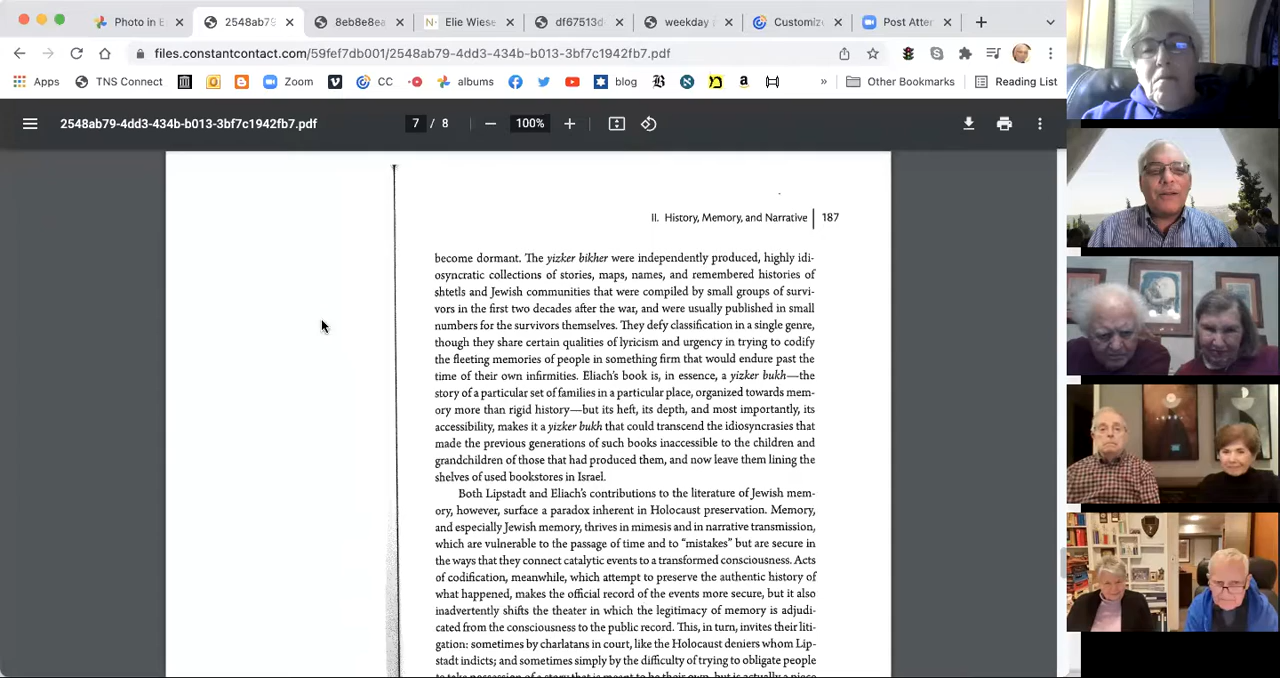 Photo in E
2548ab79
8eb8e8ea
Elie Wiese
df67513d
weekday
Customiz
Post Atter
files.constantcontact.com/59fef7db001/2548ab79-4dd3-434b-b013-3bf7c1942fb7.pdf
Apps
TNS Connect
Zoom
CC
albums
blog
»
Other Bookmarks
Reading List
2548ab79-4dd3-434b-b013-3bf7c1942fb7.pdf
7 / 8
100%
II. History, Memory, and Narrative | 187
become dormant. The yizker bikher were independently produced, highly idi-
osyncratic collections of stories, maps, names, and remembered histories of
shtetls and Jewish communities that were compiled by small groups of survi-
vors in the first two decades after the war, and were usually published in small
numbers for the survivors themselves. They defy classification in a single genre,
though they share certain qualities of lyricism and urgency in trying to codify
the fleeting memories of people in something firm that would endure past the
time of their own infirmities. Eliach's book is, in essence, a yizker bukh—the
story of a particular set of families in a particular place, organized towards mem-
ory more than rigid history—but its heft, its depth, and most importantly, its
accessibility, makes it a yizker bukh that could transcend the idiosyncrasies that
made the previous generations of such books inaccessible to the children and
grandchildren of those that had produced them, and now leave them lining the
shelves of used bookstores in Israel.
Both Lipstadt and Eliach's contributions to the literature of Jewish mem-
ory, however, surface a paradox inherent in Holocaust preservation. Memory,
and especially Jewish memory, thrives in mimesis and in narrative transmission,
which are vulnerable to the passage of time and to "mistakes" but are secure in
the ways that they connect catalytic events to a transformed consciousness. Acts
of codification, meanwhile, which attempt to preserve the authentic history of
what happened, makes the official record of the events more secure, but it also
inadvertently shifts the theater in which the legitimacy of memory is adjudi-
cated from the consciousness to the public record. This, in turn, invites their liti-
gation: sometimes by charlatans in court, like the Holocaust deniers whom Lip-
stadt indicts; and sometimes simply by the difficulty of trying to obligate people
to take possession of a story that is meant to be their own, but is actually a piece